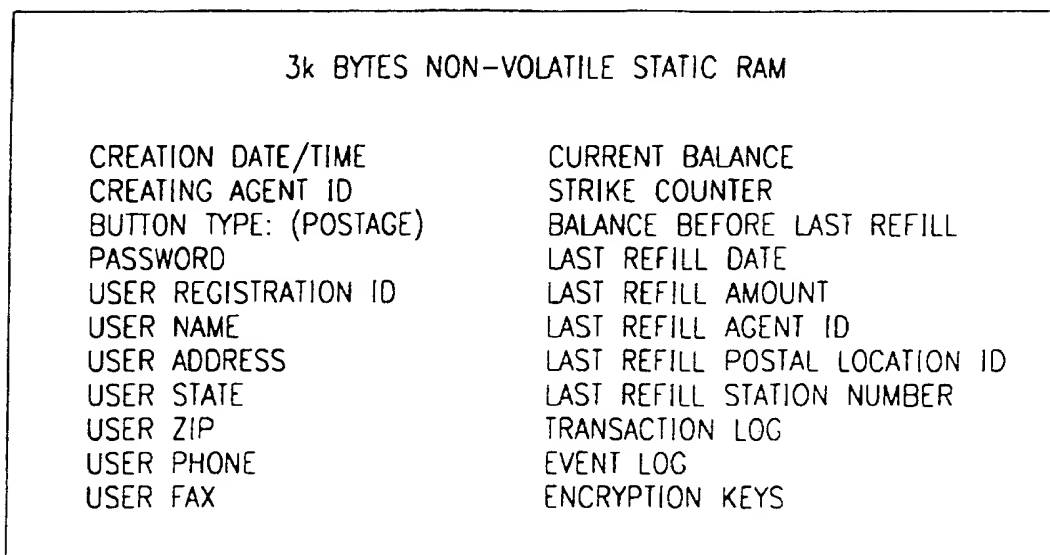 3k BYTES NON-VOLATILE STATIC RAM
CREATION DATE/TIME
CREATING AGENT ID
BUTTON TYPE: (POSTAGE)
PASSWORD
USER REGISTRATION ID
USER NAME
USER ADDRESS
USER STATE
USER ZIP
USER PHONE
USER FAX
CURRENT BALANCE
STRIKE COUNTER
BALANCE BEFORE LAST REFILL
LAST REFILL DATE
LAST REFILL AMOUNT
LAST REFILL AGENT ID
LAST REFILL POSTAL LOCATION ID
LAST REFILL STATION NUMBER
TRANSACTION LOG
EVENT LOG
ENCRYPTION KEYS